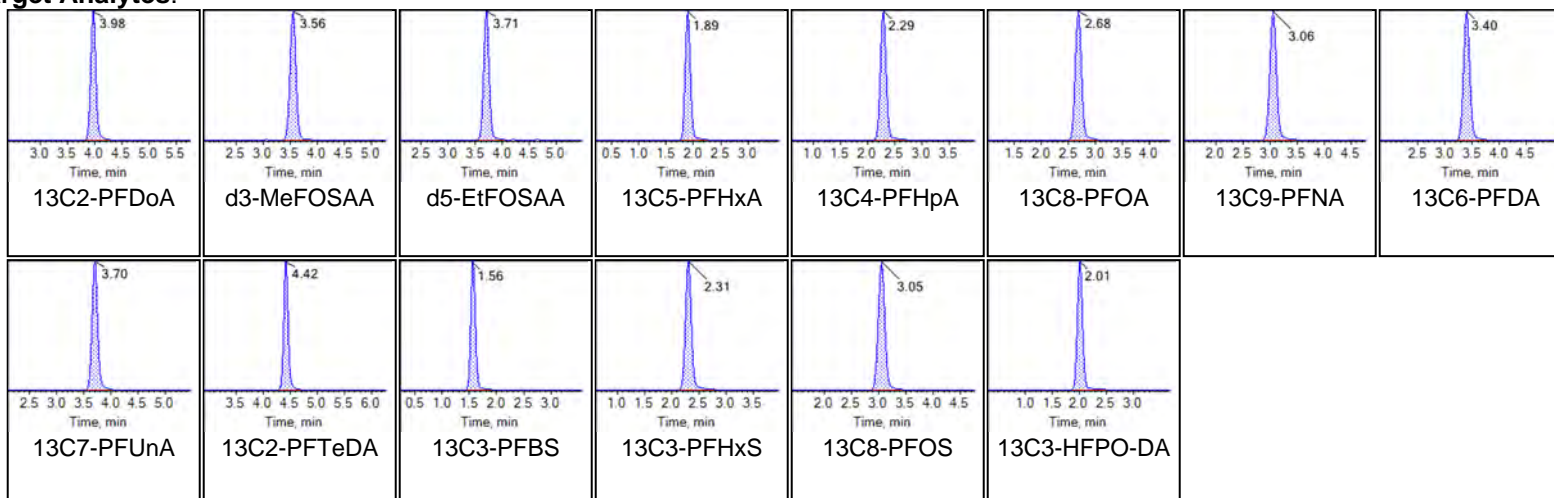 rget Analytes:
3.98 3.56 3.71 1.89 2.29 2.68 3.06 3.40
3.0 3.5 4.0 4.5 5.0 5.5 2.5 3.0 3.5 4.0 4.5 5.0 2.5 3.0 3.5 4.0 4.5 5.0 0.5 1.0 1.5 2.0 2.5 3.0 1.0 1.5 2.0 2.5 3.0 3.5 1.5 2.0 2.5 3.0 3.5 4.0 2.0 2.5 3.0 3.5 4.0 4.5 2.5 3.0 3.5 4.0 4.5
Time, min Time, min Time, min Time, min Time, min Time, min Time, min Time, min
13C2-PFDoA d3-MeFOSAA d5-EtFOSAA 13C5-PFHxA 13C4-PFHpA 13C8-PFOA 13C9-PFNA 13C6-PFDA
3.70 4.42 1.56 2.31 3.05 2.01
2.5 3.0 3.5 4.0 4.5 5.0 3.5 4.0 4.5 5.0 5.5 6.0 0.5 1.0 1.5 2.0 2.5 3.0 1.0 1.5 2.0 2.5 3.0 3.5 2.0 2.5 3.0 3.5 4.0 4.5 1.0 1.5 2.0 2.5 3.0
Time, min Time, min Time, min Time, min Time, min Time, min
13C7-PFUnA 13C2-PFTeDA 13C3-PFBS 13C3-PFHxS 13C8-PFOS 13C3-HFPO-DA